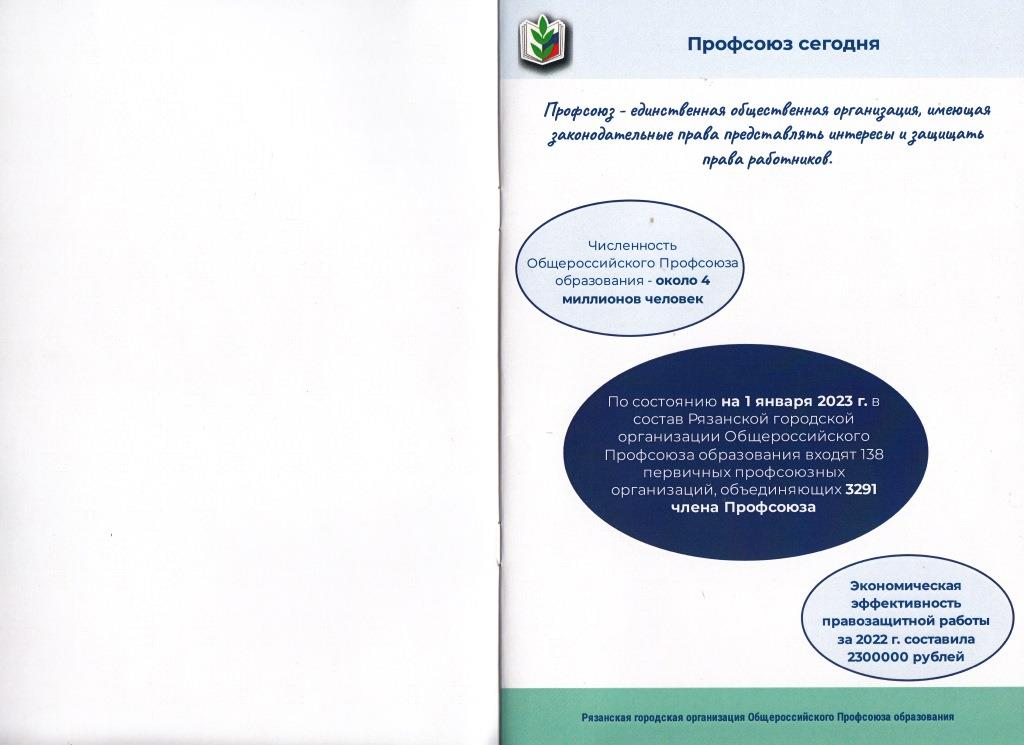 Профсоюз сегодня
Профсоюз - единственная общественная организация, имеющая
законодательные права представлять интересы и защищать
права работников.
Численность
Общероссийского Профсоюза
образования - около 4
миллионов человек
По состоянию на 1 января 2023 г. в
состав Рязанской городской
организации Общероссийского
Профсоюза образования входят 138
первичных профсоюзных
организаций, объединяющих 3291
члена Профсоюза
Экономическая
эффективность
правозащитной работы
за 2022 г. составила
2300000 рублей
Рязанская городская организация Общероссийского Профсоюза образования